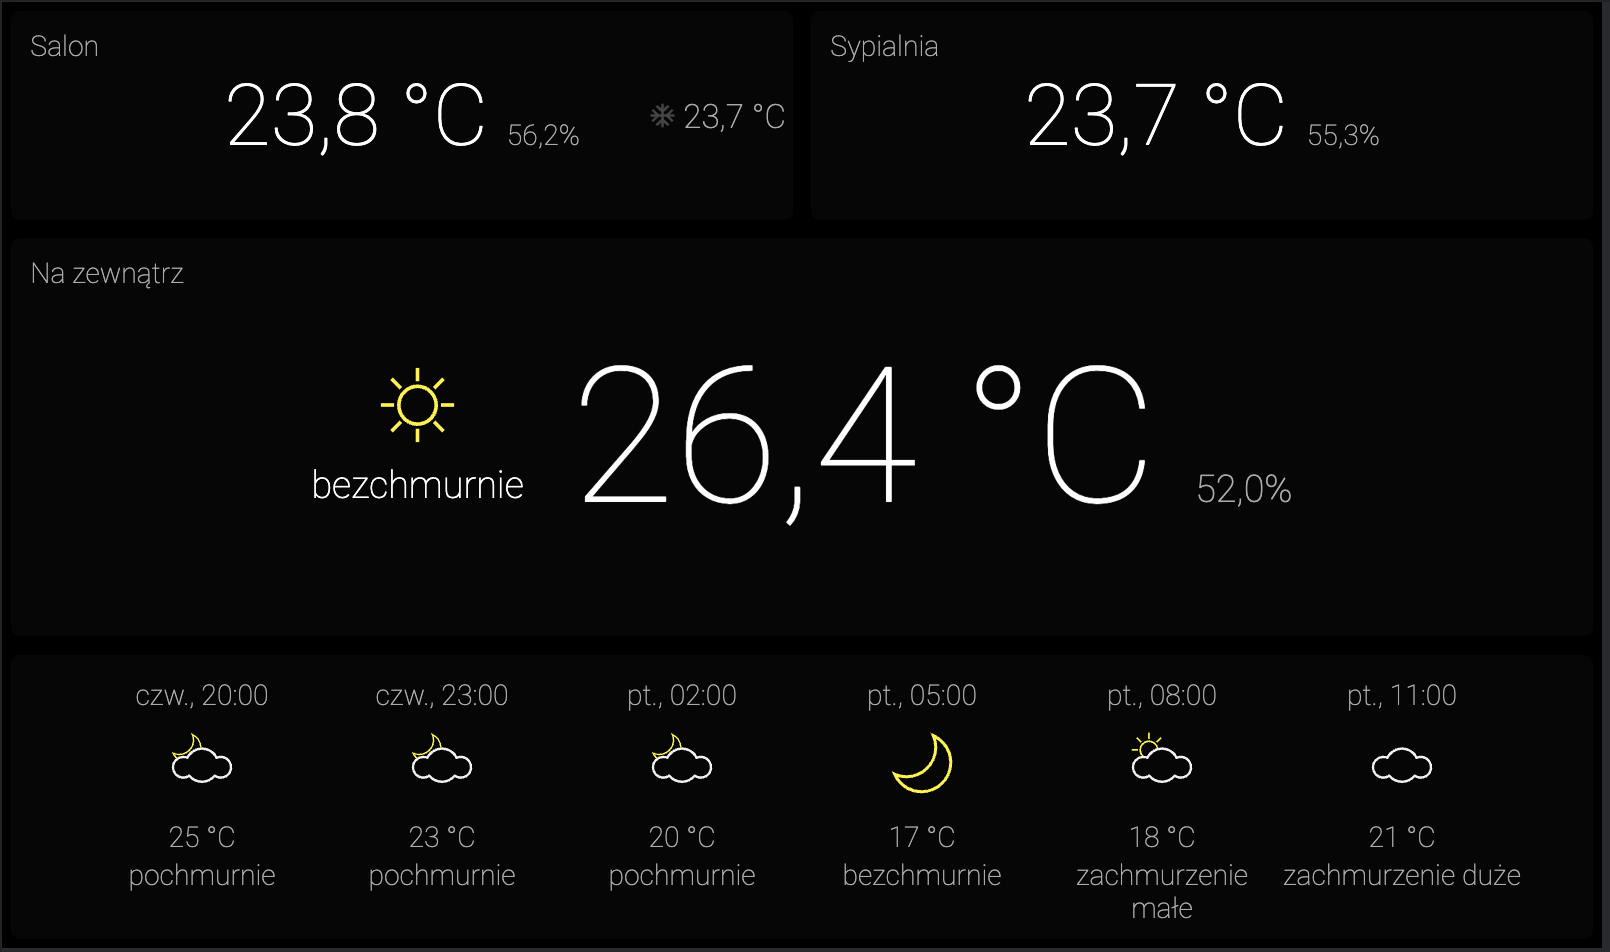 Salon
23,8 °C 56,2% 23,7 °C
Sypialnia
23,7 °C 55,3%
Na zewnątrz
bezchmurnie 26,4 °C 52,0%
czw., 20:00 czw., 23:00 pt., 02:00 pt., 05:00 pt., 08:00 pt., 11:00
25 °C 23 °C 20 °C 17 °C 18 °C 21 °C
pochmurnie pochmurnie pochmurnie bezchmurnie zachmurzenie zachmurzenie duże
małe